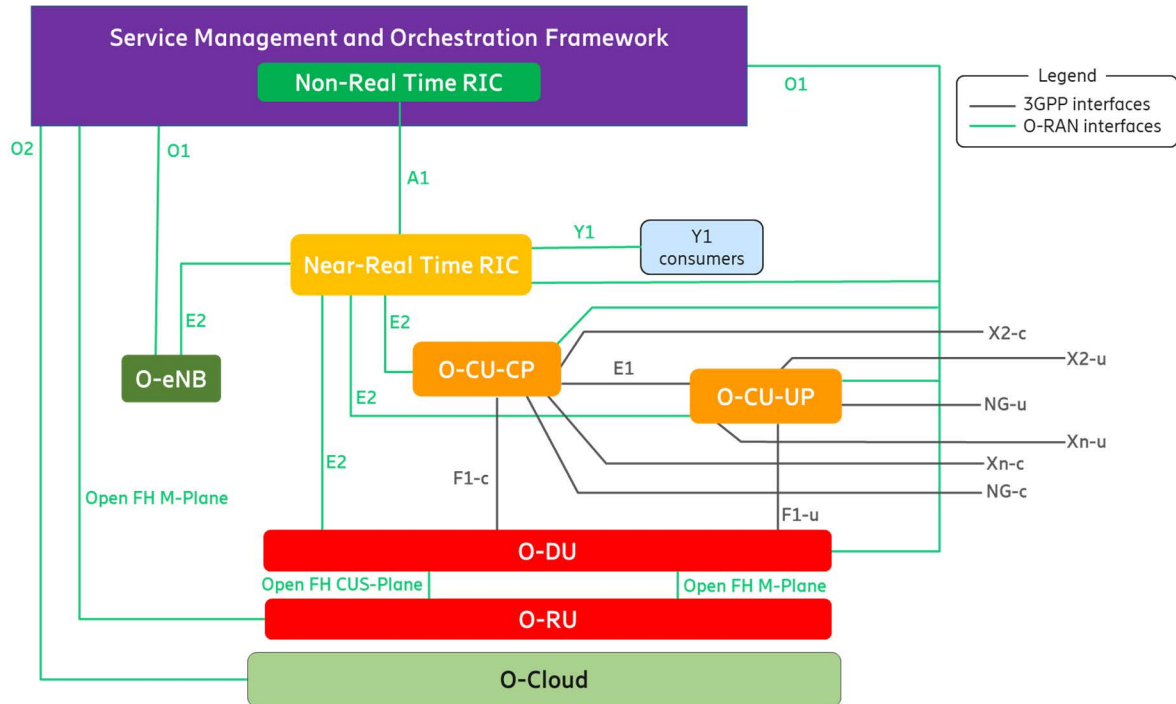 Service Management and Orchestration Framework
Non-Real Time RIC
O1
Legend
3GPP interfaces
O-RAN interfaces
O2
O1
A1
Y1
Y1
consumers
Near-Real Time RIC
E2
E2
O-eNB
O-CU-CP
E1
O-CU-UP
X2-c
X2-u
NG-u
Xn-u
Xn-c
NG-c
E2
E2
F1-c
F1-u
Open FH M-Plane
O-DU
Open FH CUS-Plane
Open FH M-Plane
O-RU
O-Cloud